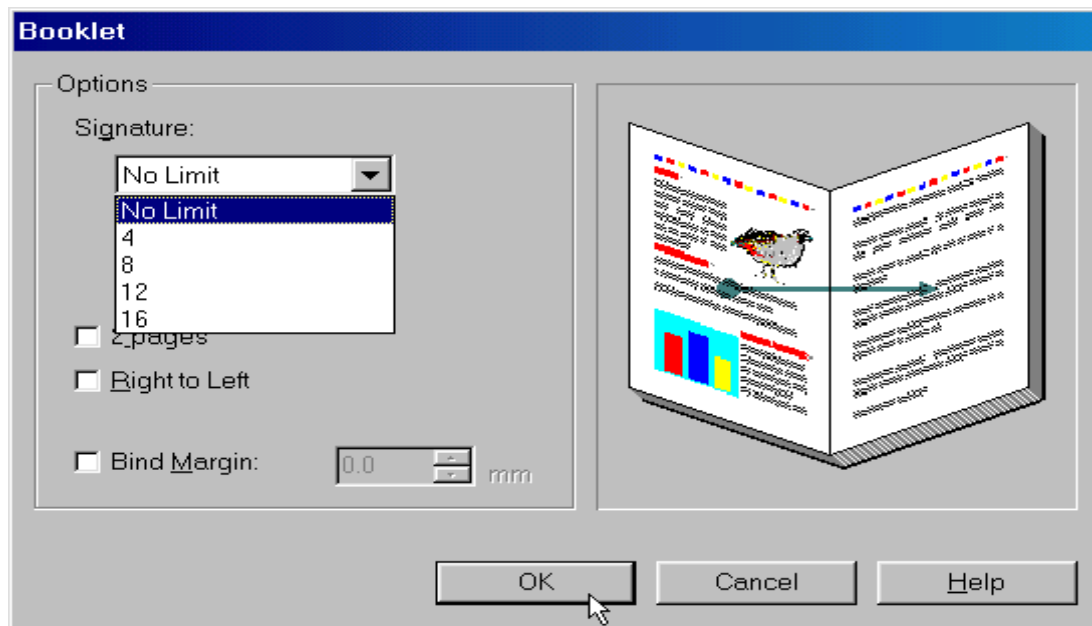 Booklet
Options
Signature:
No Limit
No Limit
4
8
12
16
2 pages
Right to Left
Bind Margin:
0.0
mm
OK
Cancel
Help